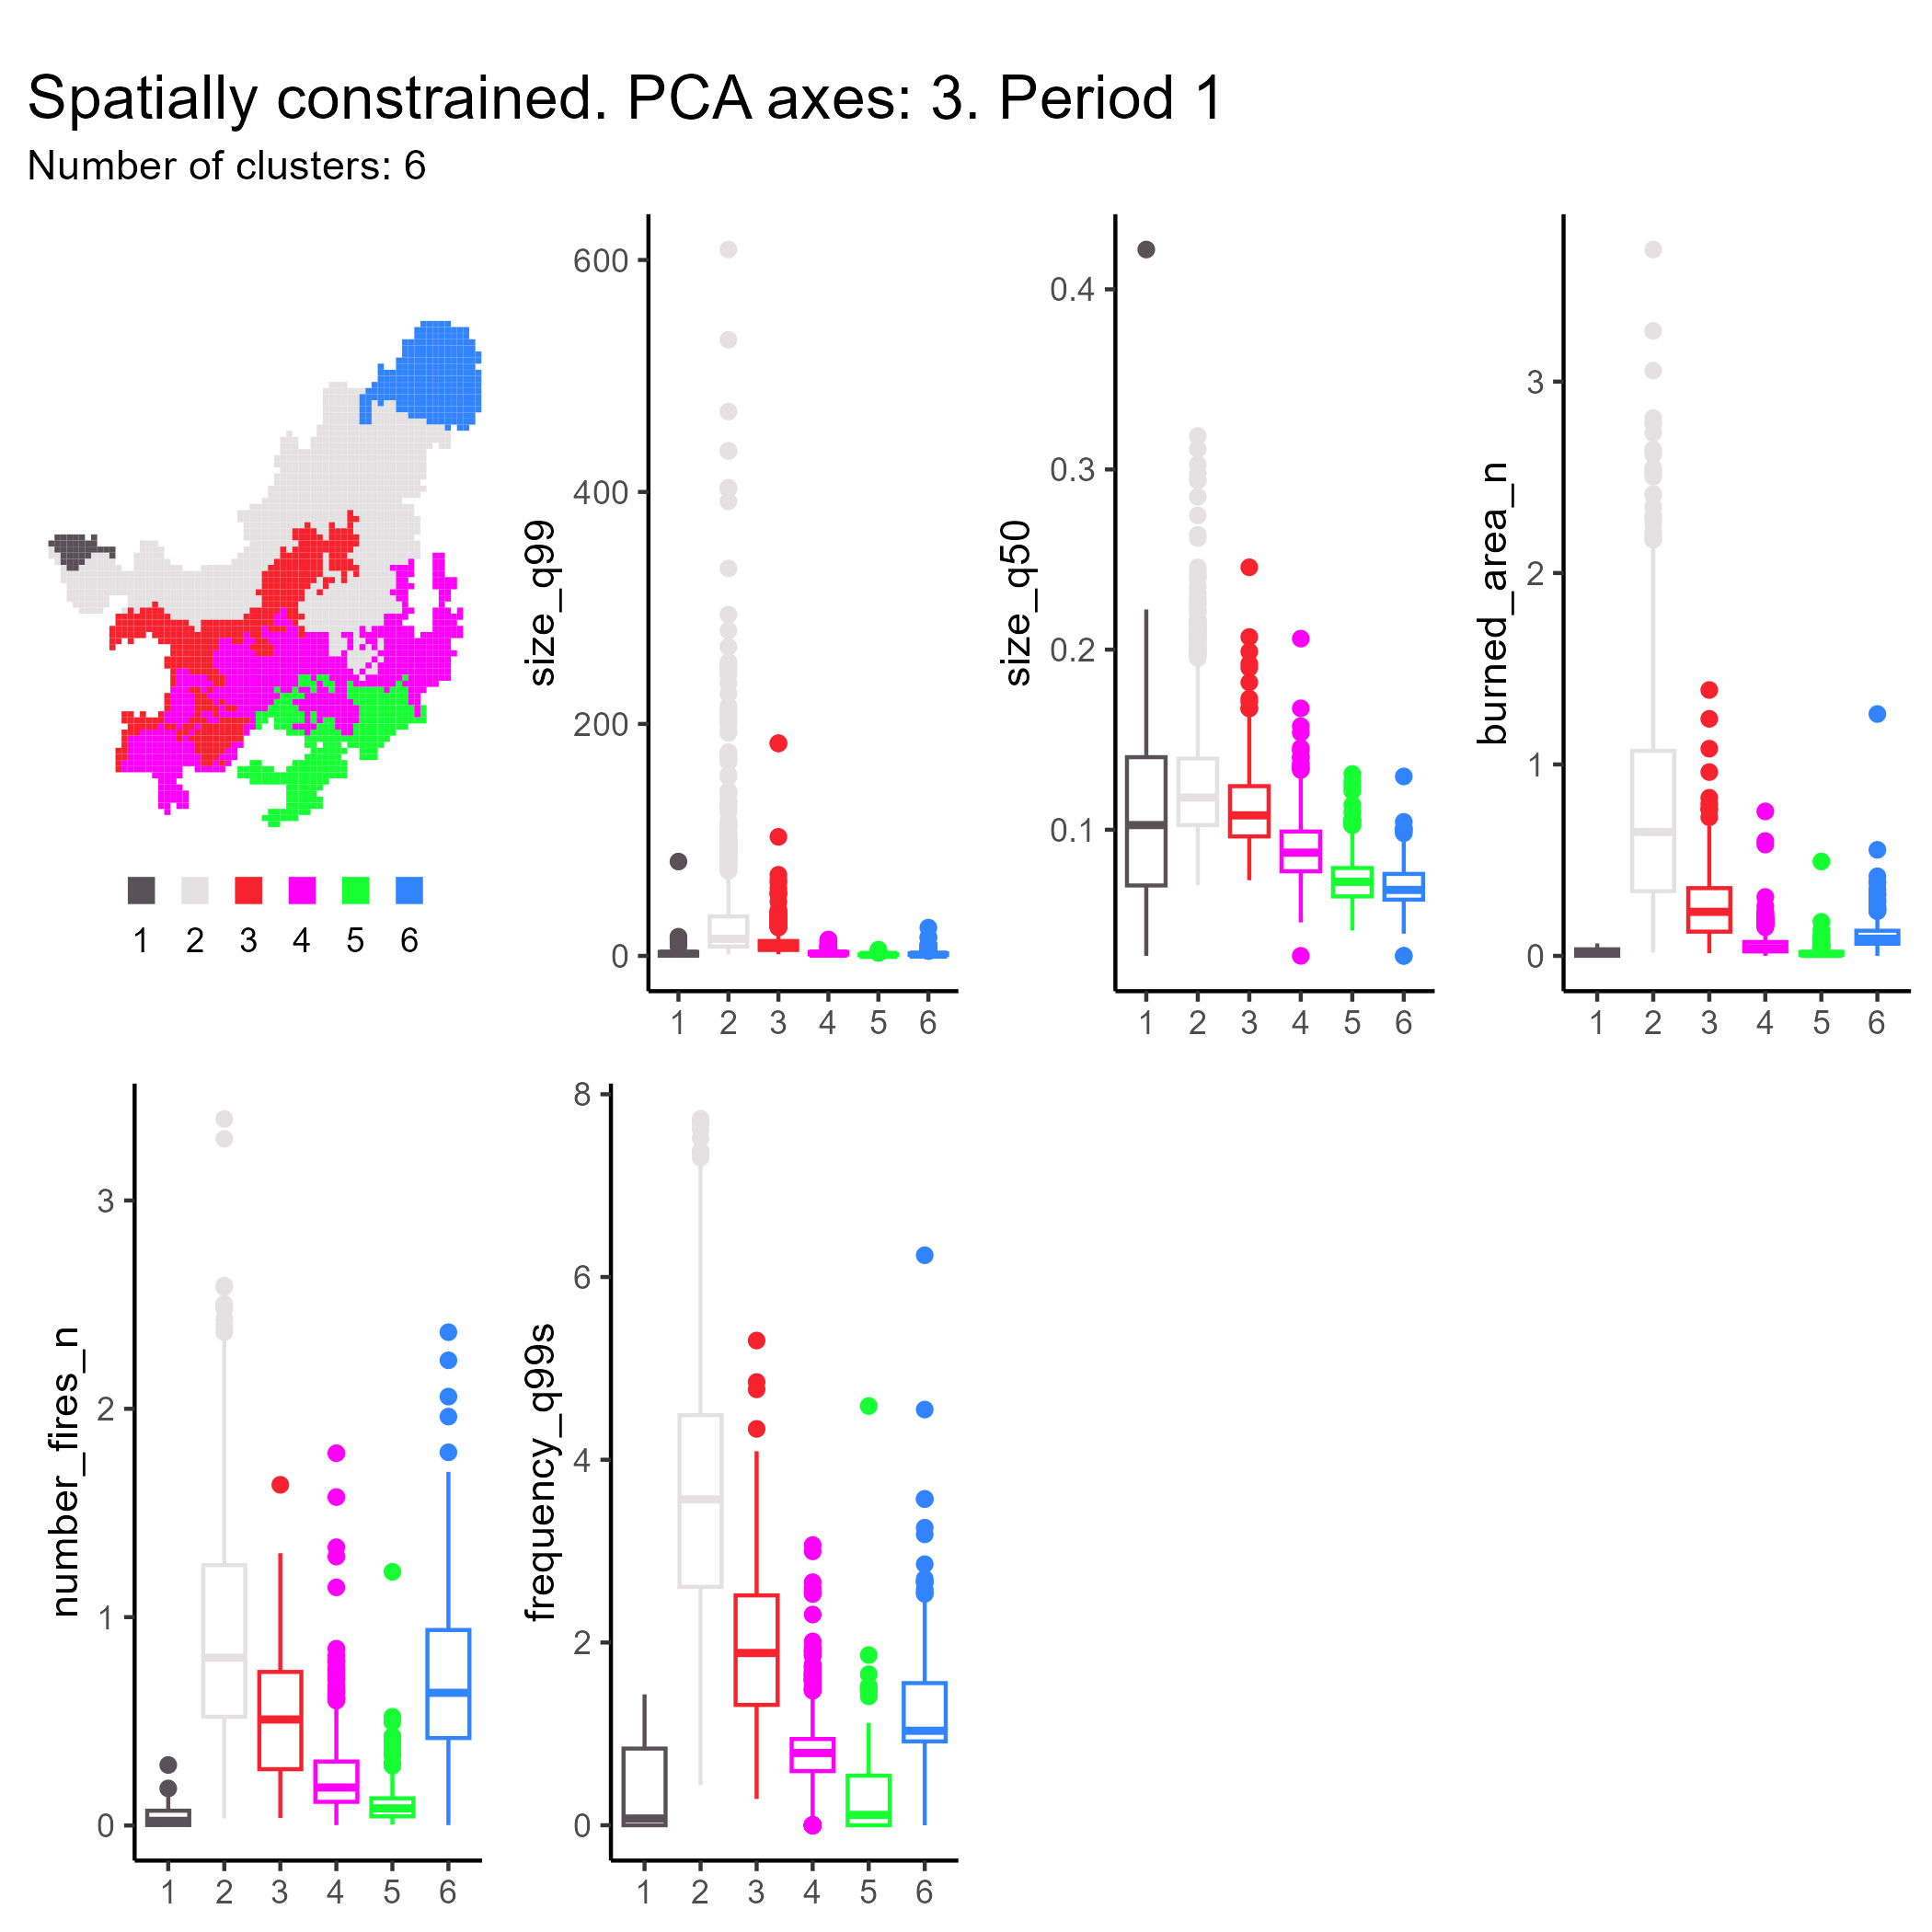 Spatially constrained. PCA axes: 3. Period 1
Number of clusters: 6
1 2 3 4 5 6
size_q99
600
400
200
0
1 2 3 4 5 6
size_q50
0.4
0.3
0.2
0.1
1 2 3 4 5 6
burned_area_n
3
2
1
0
1 2 3 4 5 6
number_fires_n
3
2
1
0
1 2 3 4 5 6
frequency_q99s
8
6
4
2
0
1 2 3 4 5 6